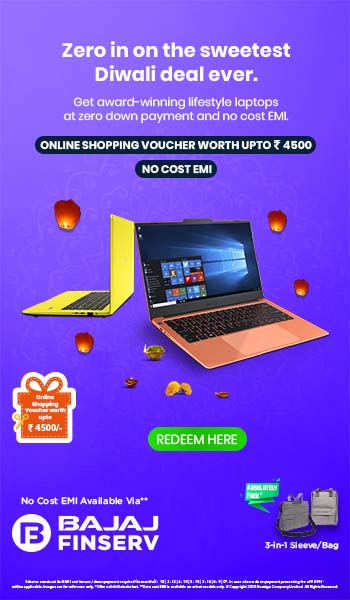 Zero in on the sweetest
Diwali deal ever.
Get award-winning lifestyle laptops
at zero down payment and no cost EMI.
ONLINE SHOPPING VOUCHER WORTH UPTO ₹ 4500
NO COST EMI
Online
Shopping
Voucher worth
upto
₹ 4500/-
REDEEM HERE
No Cost EMI Available Via**
BAJAJ
FINSERV
ABSOLUTELY
FREE*
3-in-1 Sleeve/Bag